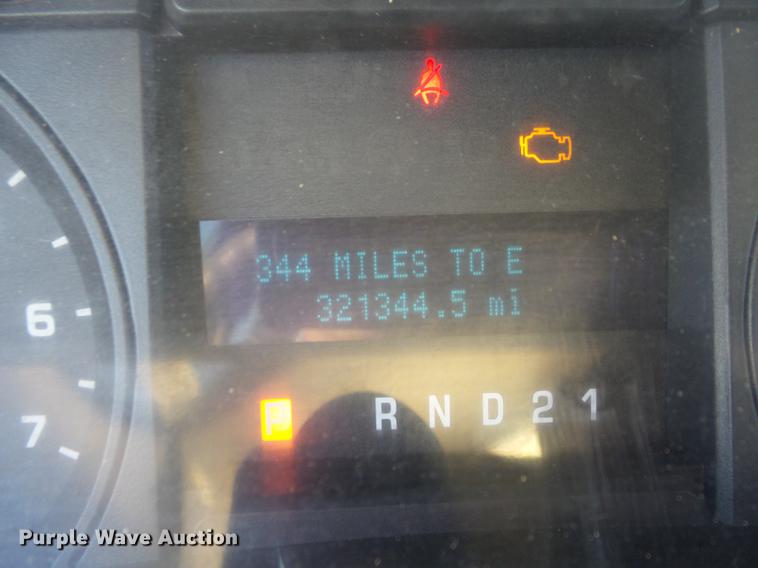 6
7
344 MILES TO E
321344.5 mi
P R N D 2 1
Purple Wave Auction